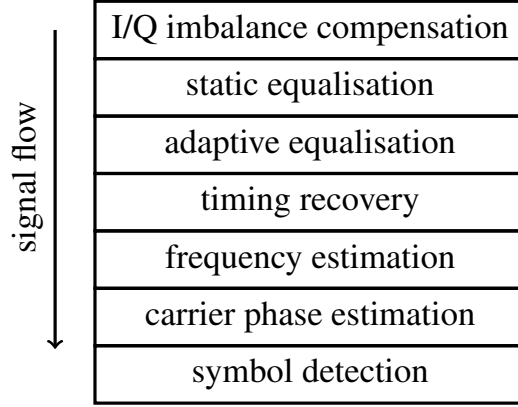 I/Q imbalance compensation
static equalisation
adaptive equalisation
timing recovery
frequency estimation
carrier phase estimation
symbol detection
signal flow